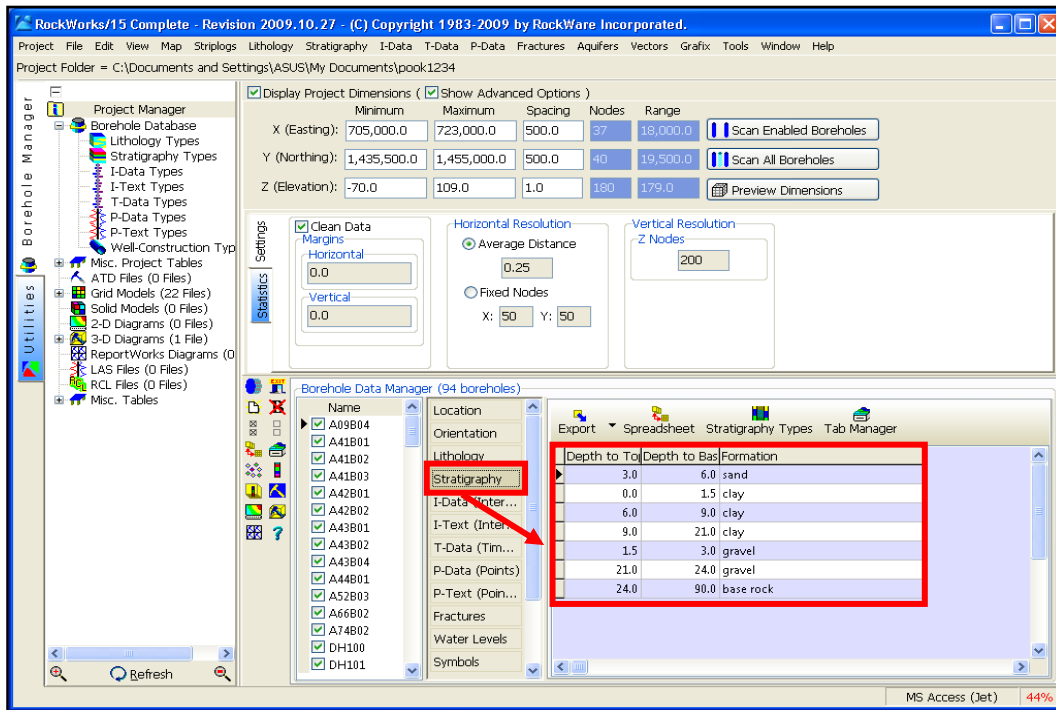 RockWorks/15 Complete - Revision 2009.10.27 - (C) Copyright 1983-2009 by RockWare Incorporated.
Project File Edit View Map Striplogs Lithology Stratigraphy I-Data T-Data P-Data Fractures Aquifers Vectors Grafix Tools Window Help
Project Folder = C:\Documents and Settings\ASUS\My Documents\pook1234
Borehole Manager
Utilities
Project Manager
Borehole Database
Lithology Types
Stratigraphy Types
I-Data Types
I-Text Types
T-Data Types
P-Data Types
P-Text Types
Well-Construction Typ
Misc. Project Tables
ATD Files (0 Files)
Grid Models (22 Files)
Solid Models (0 Files)
2-D Diagrams (0 Files)
3-D Diagrams (1 File)
ReportWorks Diagrams (0
LAS Files (0 Files)
RCL Files (0 Files)
Misc. Tables
Refresh
Display Project Dimensions ( Show Advanced Options )
Minimum Maximum Spacing Nodes Range
X (Easting): 705,000.0 723,000.0 500.0 37 18,000.0 Scan Enabled Boreholes
Y (Northing): 1,435,500.0 1,455,000.0 500.0 40 19,500.0 Scan All Boreholes
Z (Elevation): -70.0 109.0 1.0 180 179.0 Preview Dimensions
Settings
Statistics
Clean Data
Margins
Horizontal
0.0
Vertical
0.0
Horizontal Resolution
Average Distance
0.25
Fixed Nodes
X: 50 Y: 50
Vertical Resolution
Z Nodes
200
EXIT
Borehole Data Manager (94 boreholes)
Name
A09B04
A41B01
A41B02
A41B03
A42B01
A42B02
A43B01
A43B02
A43B04
A44B01
A52B03
A66B02
A74B02
DH100
DH101
Location
Orientation
Lithology
Stratigraphy
I-Data (Inter...
I-Text (Inter...
T-Data (Tim...
P-Data (Points)
P-Text (Poin...
Fractures
Water Levels
Symbols
Export Spreadsheet Stratigraphy Types Tab Manager
Depth to Top Depth to Bas Formation
3.0 6.0 sand
0.0 1.5 clay
6.0 9.0 clay
9.0 21.0 clay
1.5 3.0 gravel
21.0 24.0 gravel
24.0 90.0 base rock
MS Access (Jet) 44%